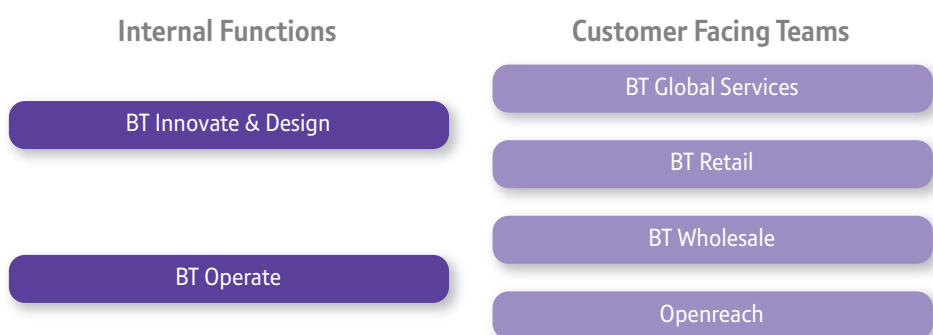 Internal Functions
BT Innovate & Design
BT Operate
Customer Facing Teams
BT Global Services
BT Retail
BT Wholesale
Openreach